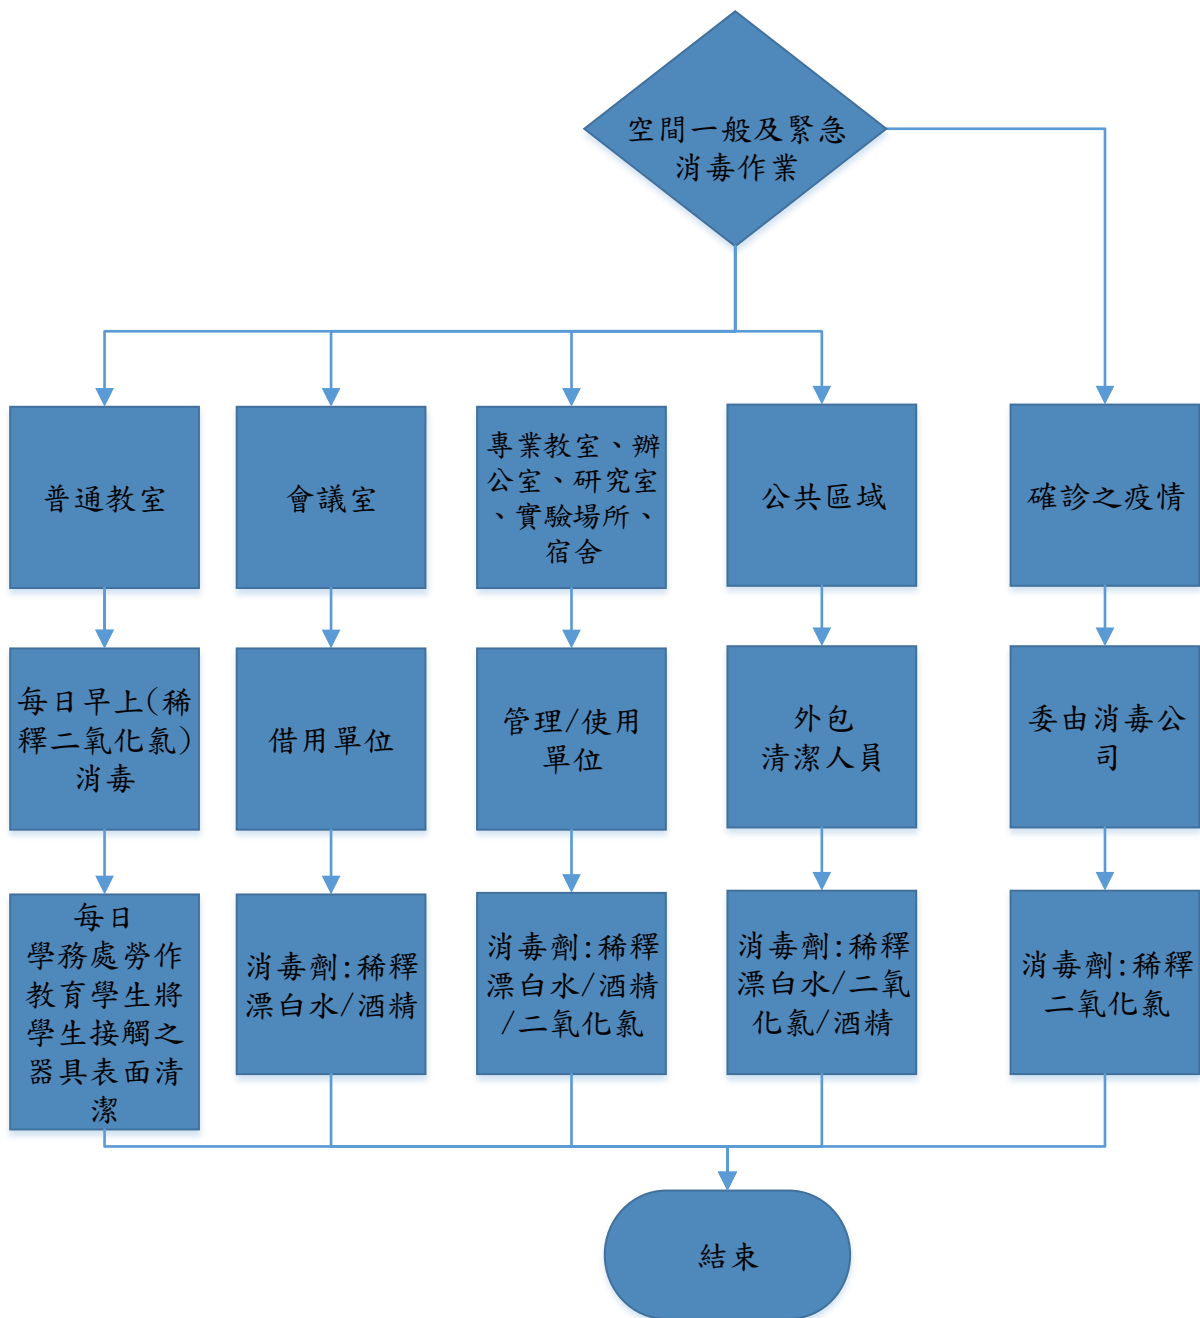 空間一般及緊急
消毒作業
普通教室
會議室
專業教室、辦
公室、研究室
、實驗場所、
宿舍
公共區域
確診之疫情
每日早上(稀
釋二氧化氯)
消毒
借用單位
管理/使用
單位
外包
清潔人員
委由消毒公
司
每日
學務處勞作
教育學生將
學生接觸之
器具表面清
潔
消毒劑:稀釋
漂白水/酒精
消毒劑:稀釋
漂白水/酒精
/二氧化氯
消毒劑:稀釋
漂白水/二氧
化氯/酒精
消毒劑:稀釋
二氧化氯
結束